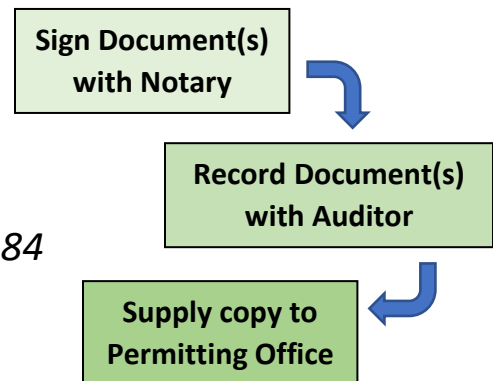 Sign Document(s)
with Notary
Record Document(s)
with Auditor
84
Supply copy to
Permitting Office